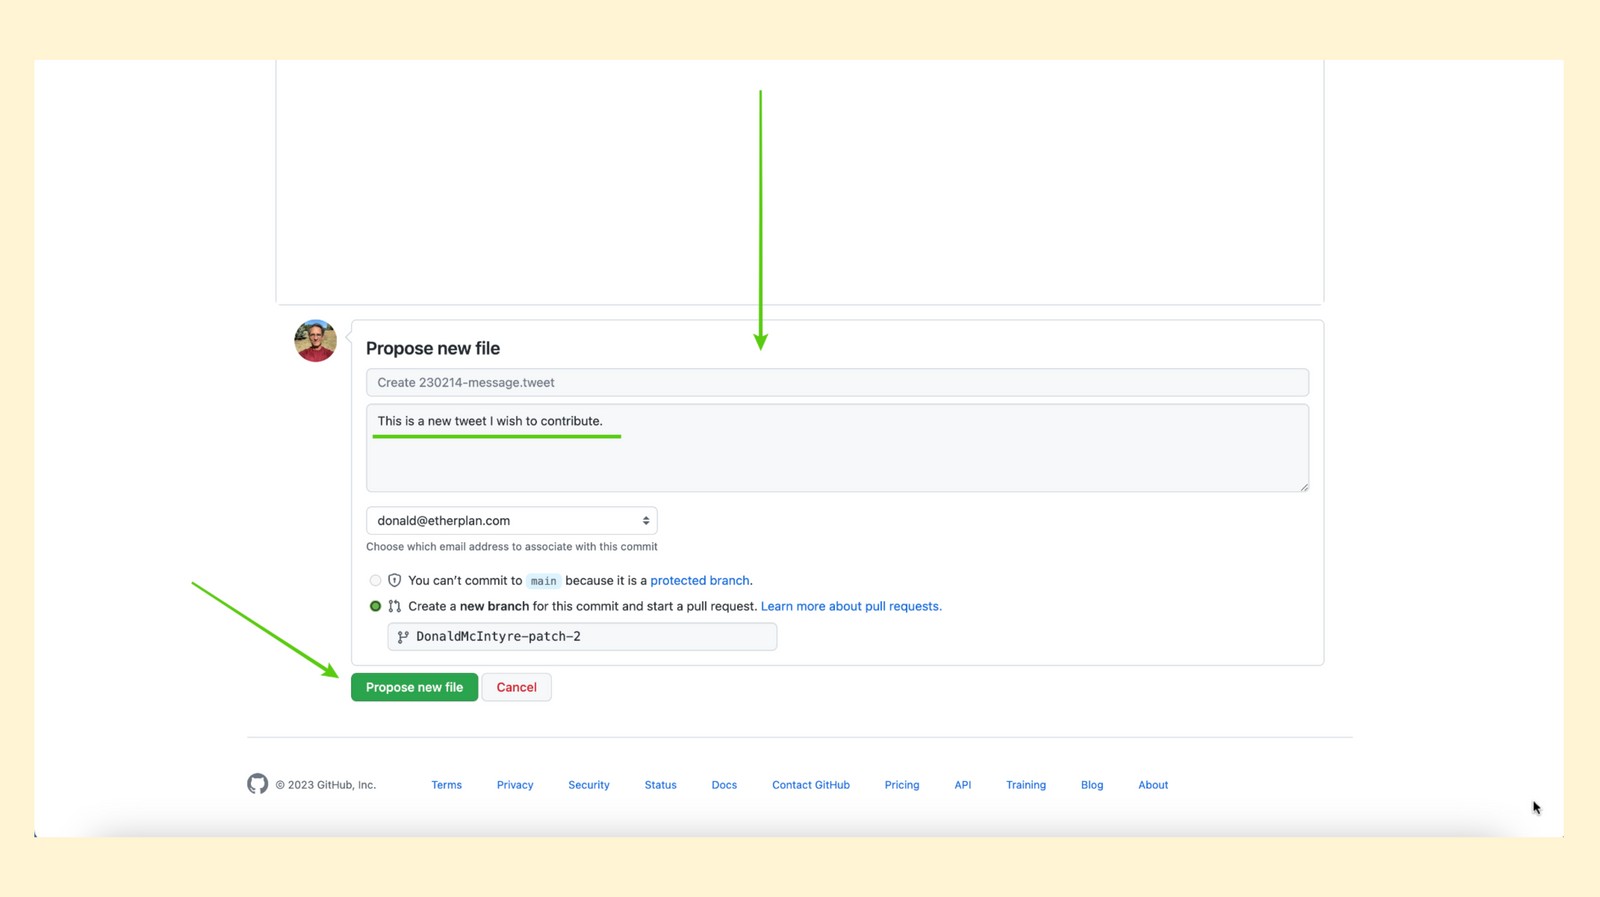 Propose new file
Create 230214-message.tweet
This is a new tweet I wish to contribute.
donald@etherplan.com
Choose which email address to associate with this commit
You can’t commit to main because it is a protected branch.
Create a new branch for this commit and start a pull request. Learn more about pull requests.
DonaldMcIntyre-patch-2
Propose new file Cancel
© 2023 GitHub, Inc. Terms Privacy Security Status Docs Contact GitHub Pricing API Training Blog About